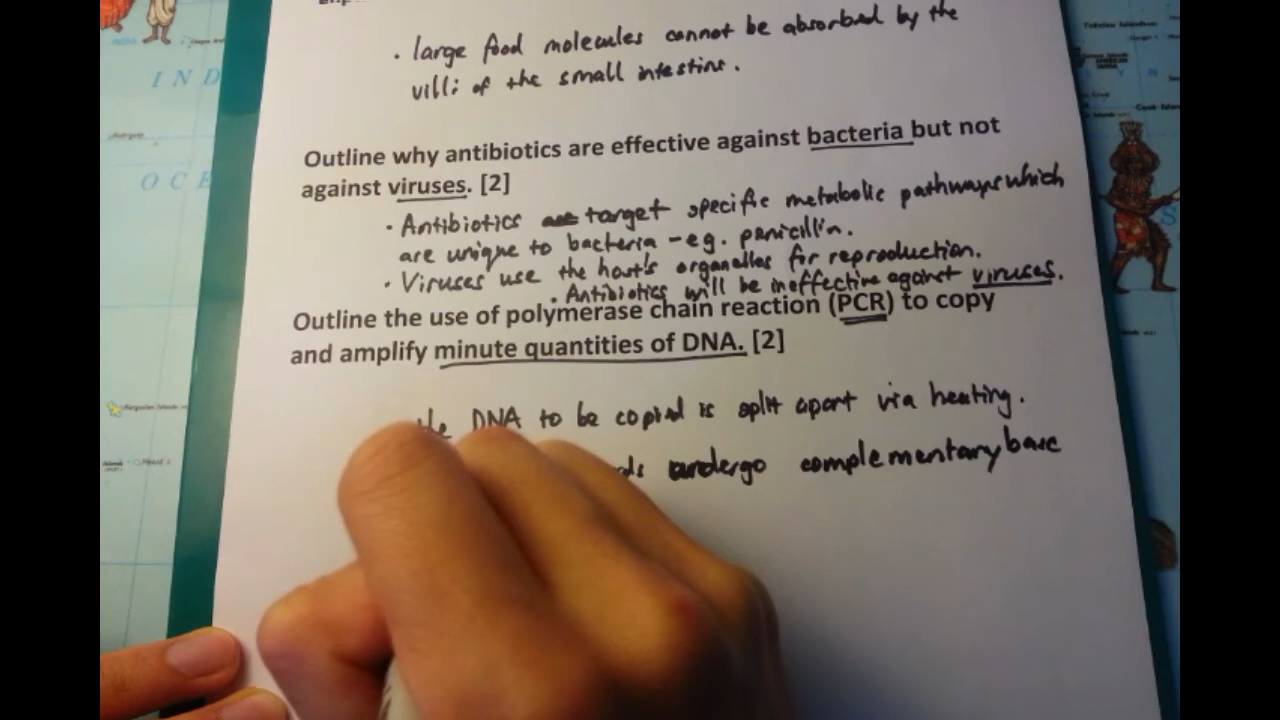 • large food molecules cannot be absorbed by the
villi of the small intestine.
Outline why antibiotics are effective against bacteria but not
against viruses. [2]
• Antibiotics target specific metabolic pathways which
are unique to bacteria - eg. penicillin.
• Viruses use the host's organelles for reproduction.
• Antibiotics will be ineffective against viruses.
Outline the use of polymerase chain reaction (PCR) to copy
and amplify minute quantities of DNA. [2]
DNA to be copied is split apart via heating.
undergo complementary base
IND
OCE